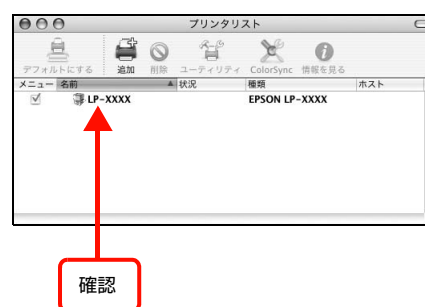 プリンタリスト
デフォルトにする 追加 削除 ユーティリティ ColorSync 情報を見る
メニュー 名前 状況 種類 ホスト
LP-XXXX EPSON LP-XXXX
確認